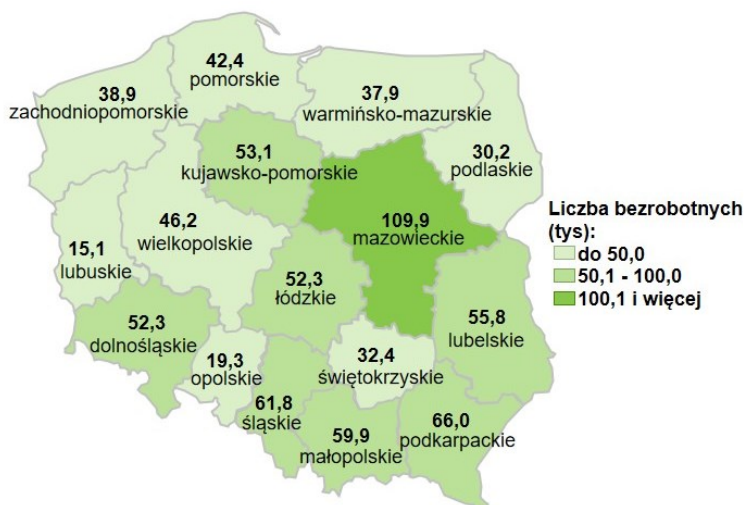 42,4
pomorskie
38,9
zachodniopomorskie
37,9
warmińsko-mazurskie
53,1
kujawsko-pomorskie
30,2
podlaskie
109,9
mazowieckie
46,2
wielkopolskie
15,1
lubuskie
52,3
łódzkie
52,3
dolnośląskie
55,8
lubelskie
19,3
opolskie
32,4
świętokrzyskie
61,8
śląskie
59,9
małopolskie
66,0
podkarpackie
Liczba bezrobotnych
(tys):
do 50,0
50,1 - 100,0
100,1 i więcej